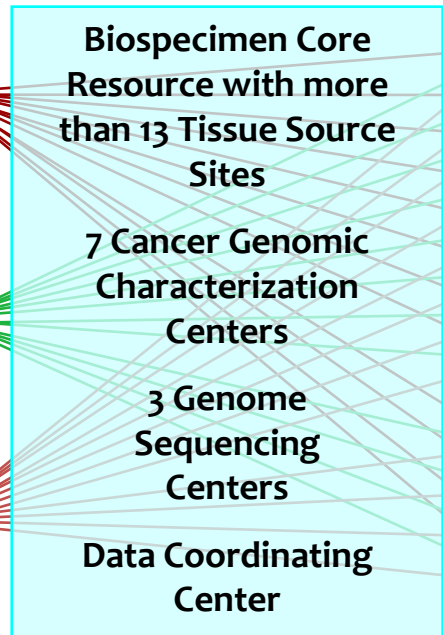 Biospecimen Core
Resource with more
than 13 Tissue Source
Sites
7 Cancer Genomic
Characterization
Centers
3 Genome
Sequencing
Centers
Data Coordinating
Center